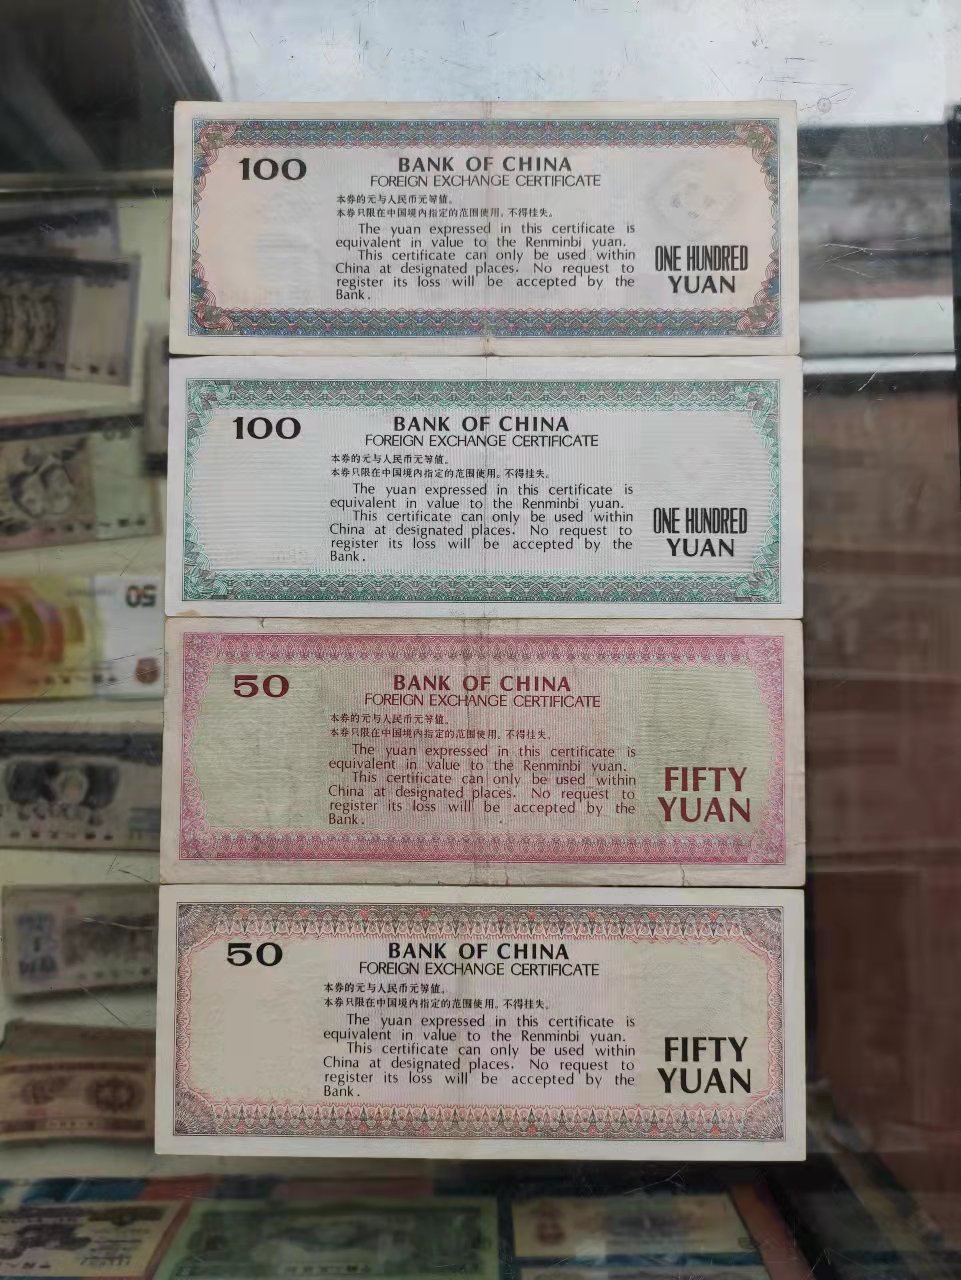 100
BANK OF CHINA
FOREIGN EXCHANGE CERTIFICATE
本券的元与人民币元等值。
本券只限在中国境内指定的范围使用，不得挂失。
The yuan expressed in this certificate is
equivalent in value to the Renminbi yuan.
This certificate can only be used within
China at designated places. No request to
register its loss will be accepted by the
Bank.
ONE HUNDRED
YUAN
100
BANK OF CHINA
FOREIGN EXCHANGE CERTIFICATE
本券的元与人民币元等值。
本券只限在中国境内指定的范围使用，不得挂失。
The yuan expressed in this certificate is
equivalent in value to the Renminbi yuan.
This certificate can only be used within
China at designated places. No request to
register its loss will be accepted by the
Bank.
ONE HUNDRED
YUAN
50
50
BANK OF CHINA
FOREIGN EXCHANGE CERTIFICATE
本券的元与人民币元等值。
本券只限在中国境内指定的范围使用，不得挂失。
The yuan expressed in this certificate is
equivalent in value to the Renminbi yuan.
This certificate can only be used within
China at designated places. No request to
register its loss will be accepted by the
Bank.
FIFTY
YUAN
50
BANK OF CHINA
FOREIGN EXCHANGE CERTIFICATE
本券的元与人民币元等值。
本券只限在中国境内指定的范围使用，不得挂失。
The yuan expressed in this certificate is
equivalent in value to the Renminbi yuan.
This certificate can only be used within
China at designated places. No request to
register its loss will be accepted by the
Bank.
FIFTY
YUAN